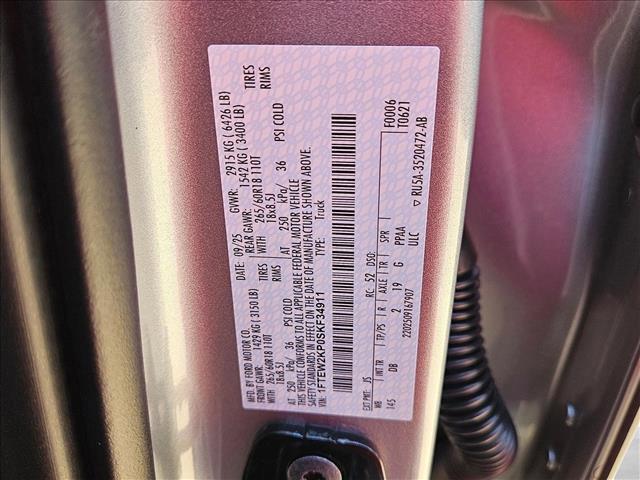 MFD. BY FORD MOTOR CO.
DATE: 09/25 GVWR: 2915 KG ( 6426 LB)
FRONT GAWR: REAR GAWR:
1429 KG ( 3150 LB) 1542 KG ( 3400 LB)
265/60R18 110T TIRES WITH 265/60R18 110T TIRES
18x8.5J RIMS 18x8.5J RIMS
AT 250 kPa/ 36 PSI COLD AT 250 kPa/ 36 PSI COLD
THIS VEHICLE CONFORMS TO ALL APPLICABLE FEDERAL MOTOR VEHICLE
SAFETY STANDARDS IN EFFECT ON THE DATE OF MANUFACTURE SHOWN ABOVE.
VIN: 1FTEW2KP0SKF34911
TYPE: Truck
F0006
T0621
EXT PNT: JS RC: 52 DSO:
WB INT TR TP/PS R AXLE TR SPR
145 DB 2 19 G PPAA
ULC
2202509167907
▽ RU5A-3520472-AB